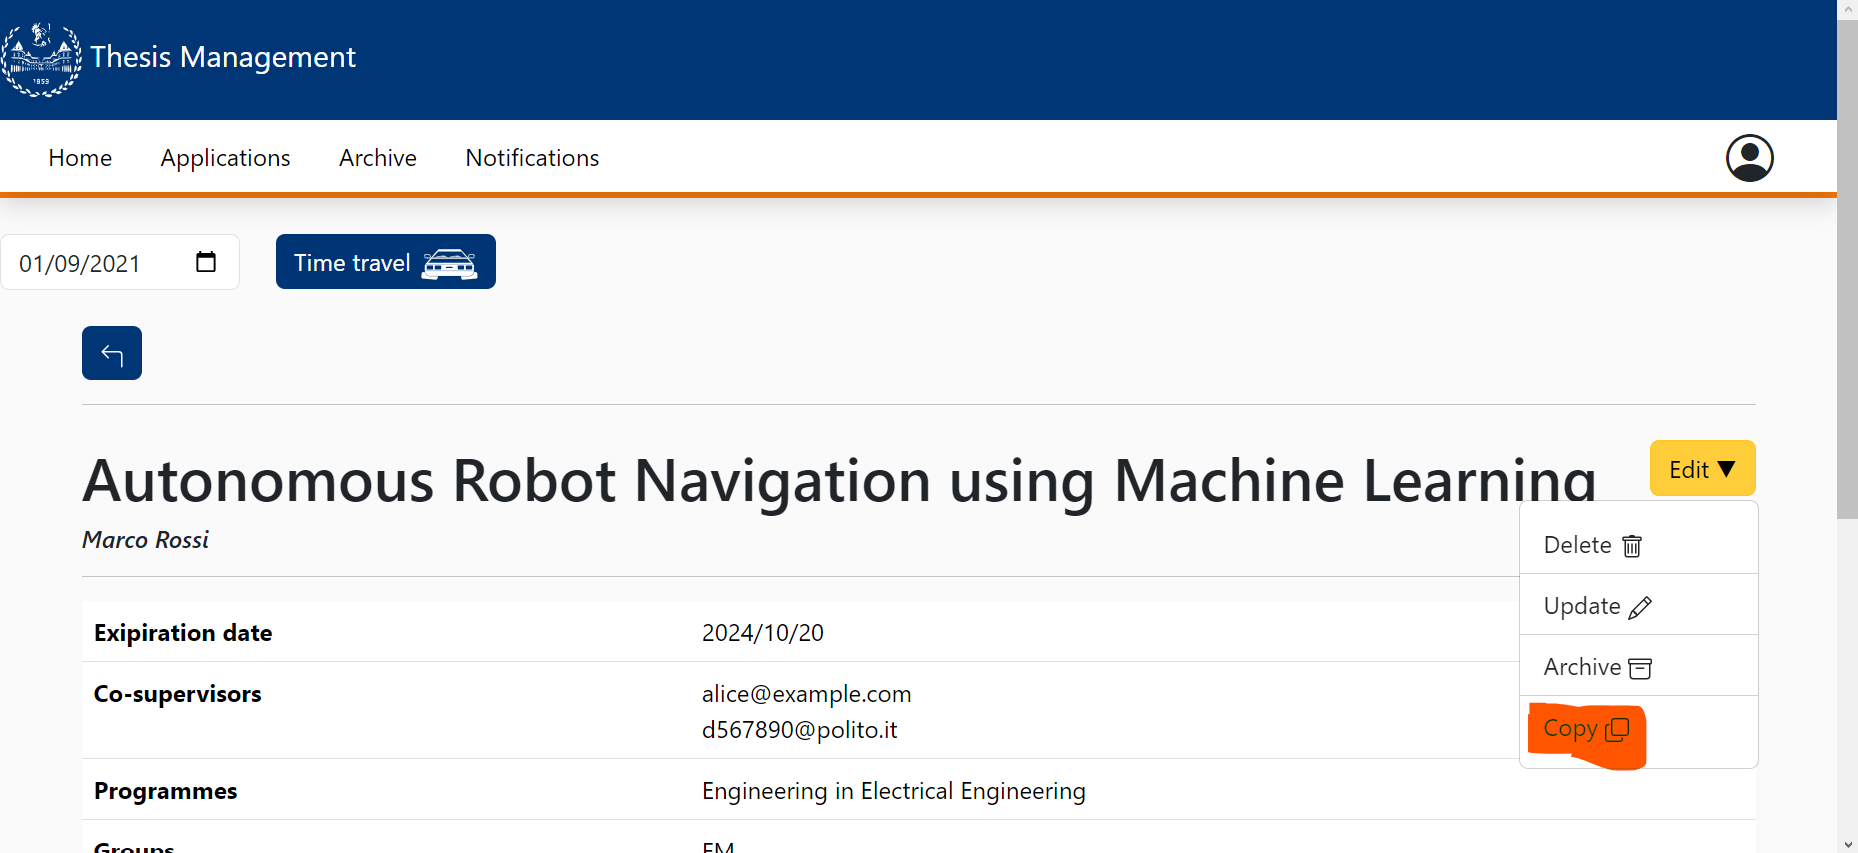 1859
Thesis Management
Home Applications Archive Notifications
01/09/2021
Time travel
Autonomous Robot Navigation using Machine Learning
Edit ▼
Marco Rossi
Delete
Update
Archive
Copy
Exipiration date 2024/10/20
Co-supervisors alice@example.com
d567890@polito.it
Programmes Engineering in Electrical Engineering
Groups EM